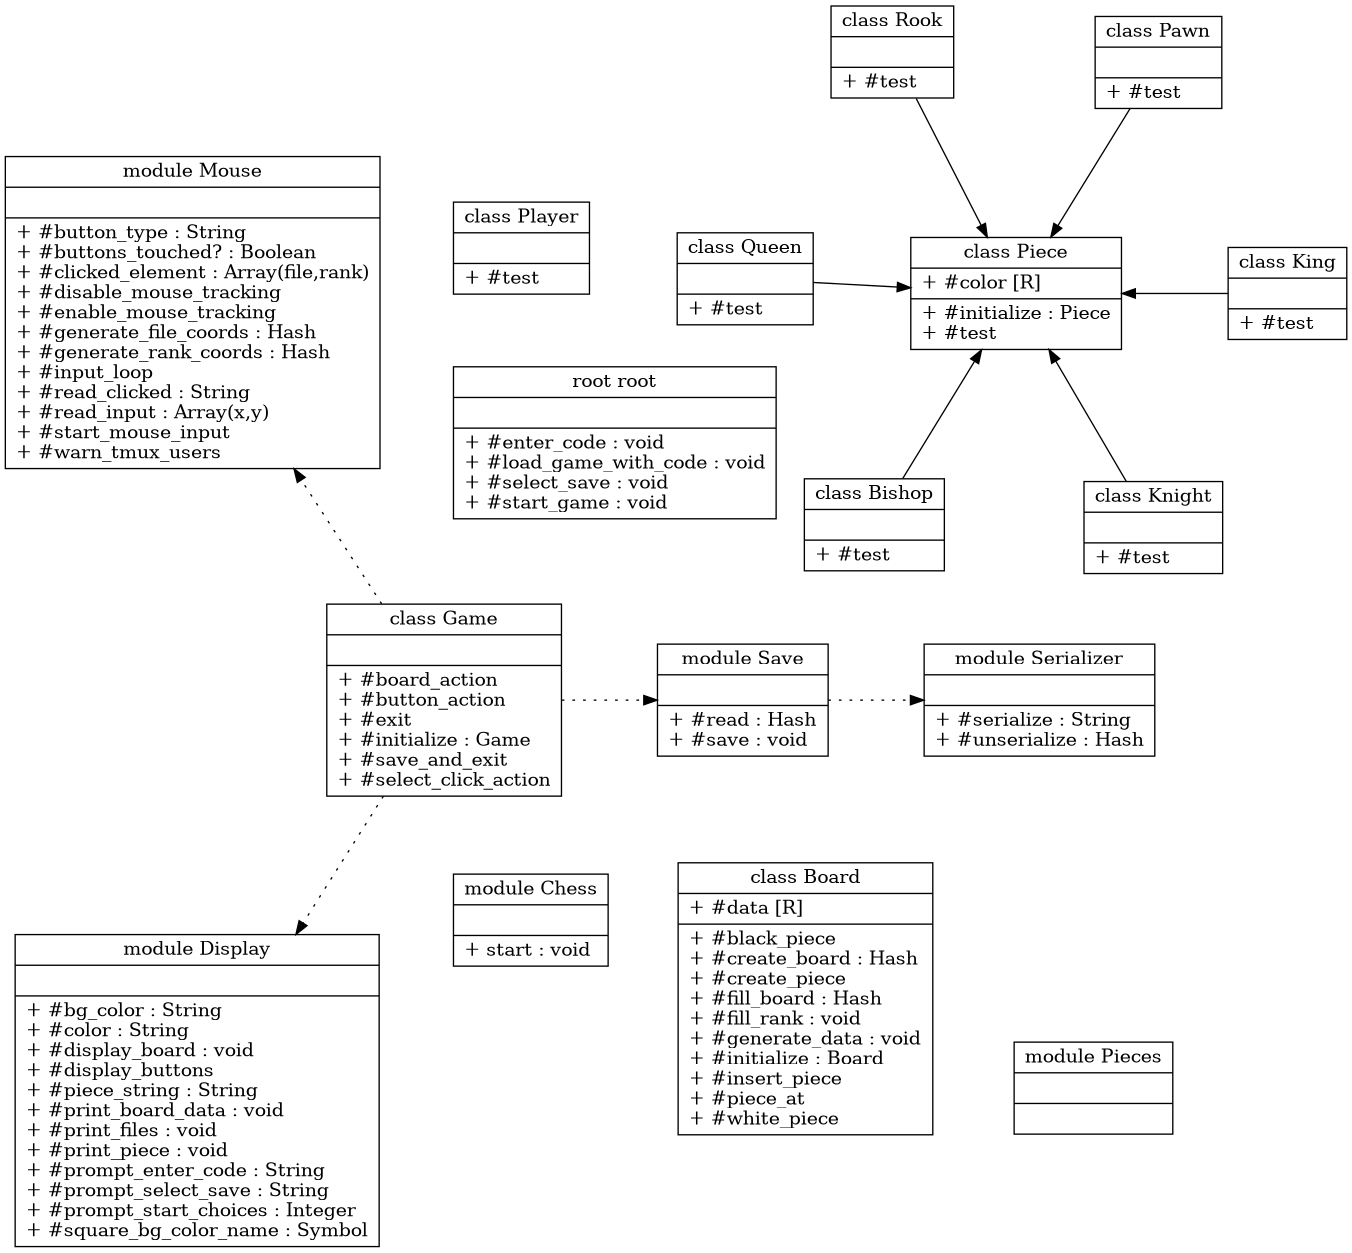 class Rook
+ #test
class Pawn
+ #test
module Mouse
+ #button_type : String
+ #buttons_touched? : Boolean
+ #clicked_element : Array(file,rank)
+ #disable_mouse_tracking
+ #enable_mouse_tracking
+ #generate_file_coords : Hash
+ #generate_rank_coords : Hash
+ #input_loop
+ #read_clicked : String
+ #read_input : Array(x,y)
+ #start_mouse_input
+ #warn_tmux_users
class Player
+ #test
class Queen
+ #test
class Piece
+ #color [R]
+ #initialize : Piece
+ #test
class King
+ #test
root root
+ #enter_code : void
+ #load_game_with_code : void
+ #select_save : void
+ #start_game : void
class Bishop
+ #test
class Knight
+ #test
class Game
+ #board_action
+ #button_action
+ #exit
+ #initialize : Game
+ #save_and_exit
+ #select_click_action
module Save
+ #read : Hash
+ #save : void
module Serializer
+ #serialize : String
+ #unserialize : Hash
module Chess
+ start : void
class Board
+ #data [R]
+ #black_piece
+ #create_board : Hash
+ #create_piece
+ #fill_board : Hash
+ #fill_rank : void
+ #generate_data : void
+ #initialize : Board
+ #insert_piece
+ #piece_at
+ #white_piece
module Display
+ #bg_color : String
+ #color : String
+ #display_board : void
+ #display_buttons
+ #piece_string : String
+ #print_board_data : void
+ #print_files : void
+ #print_piece : void
+ #prompt_enter_code : String
+ #prompt_select_save : String
+ #prompt_start_choices : Integer
+ #square_bg_color_name : Symbol
module Pieces